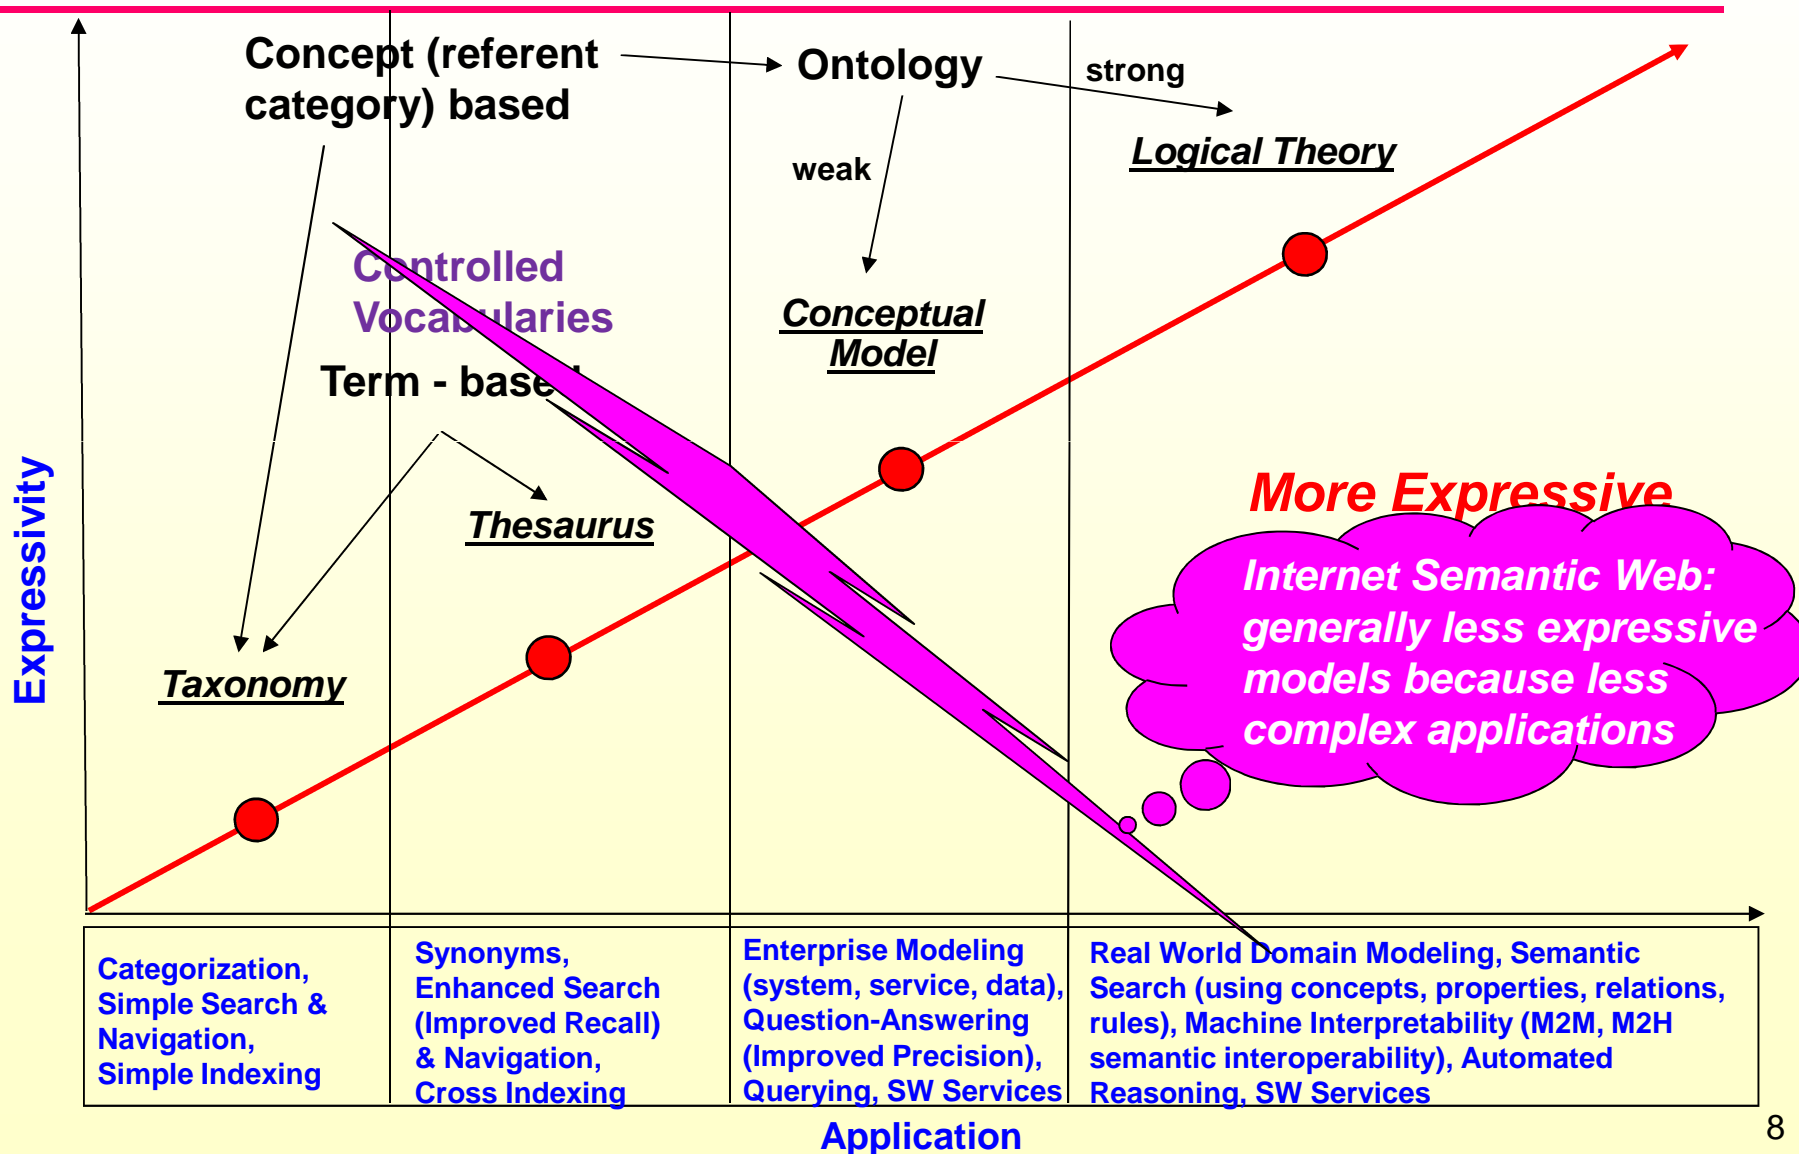 Concept (referent
category) based
Ontology
strong
weak
Logical Theory
Controlled
Vocabularies
Term - based
Conceptual
Model
Thesaurus
Taxonomy
Expressivity
More Expressive
Internet Semantic Web:
generally less expressive
models because less
complex applications
Categorization,
Simple Search &
Navigation,
Simple Indexing
Synonyms,
Enhanced Search
(Improved Recall)
& Navigation,
Cross Indexing
Enterprise Modeling
(system, service, data),
Question-Answering
(Improved Precision),
Querying, SW Services
Real World Domain Modeling, Semantic
Search (using concepts, properties, relations,
rules), Machine Interpretability (M2M, M2H
semantic interoperability), Automated
Reasoning, SW Services
Application
8